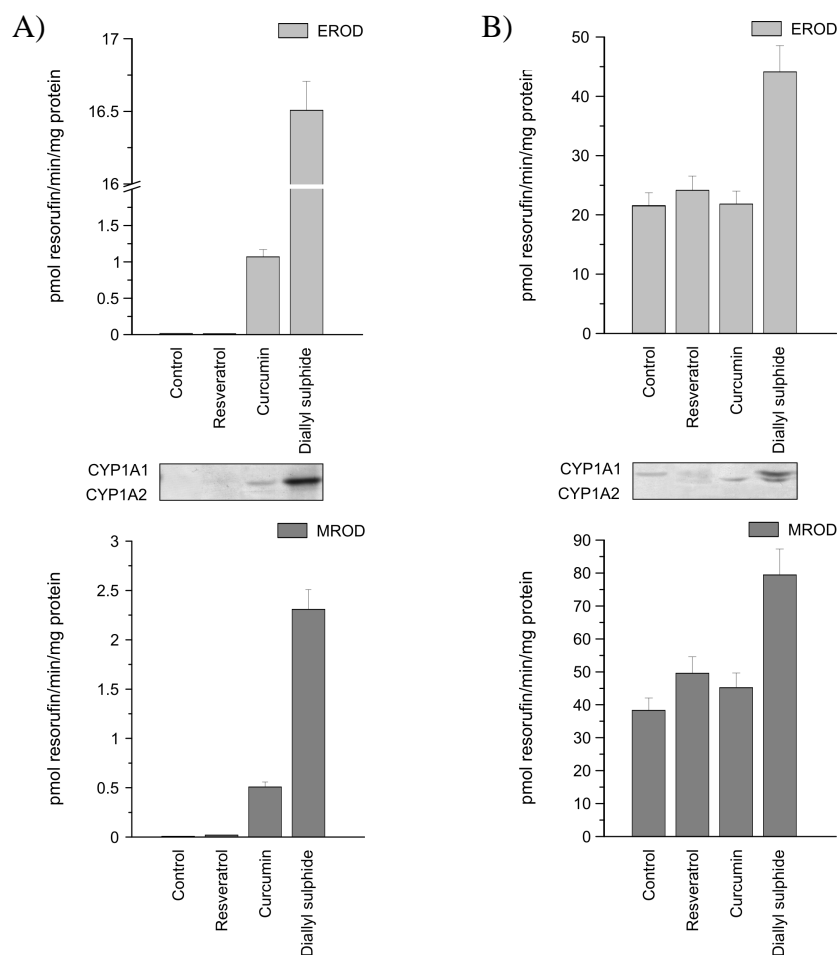 A)
EROD
pmol resorufin/min/mg protein
17
16.5
16
1.5
1
0.5
0
Control
Resveratrol
Curcumin
Diallyl sulphide
CYP1A1
CYP1A2
MROD
pmol resorufin/min/mg protein
3
2.5
2
1.5
1
0.5
0
Control
Resveratrol
Curcumin
Diallyl sulphide
B)
EROD
pmol resorufin/min/mg protein
50
40
30
20
10
0
Control
Resveratrol
Curcumin
Diallyl sulphide
CYP1A1
CYP1A2
MROD
pmol resorufin/min/mg protein
90
80
70
60
50
40
30
20
10
0
Control
Resveratrol
Curcumin
Diallyl sulphide